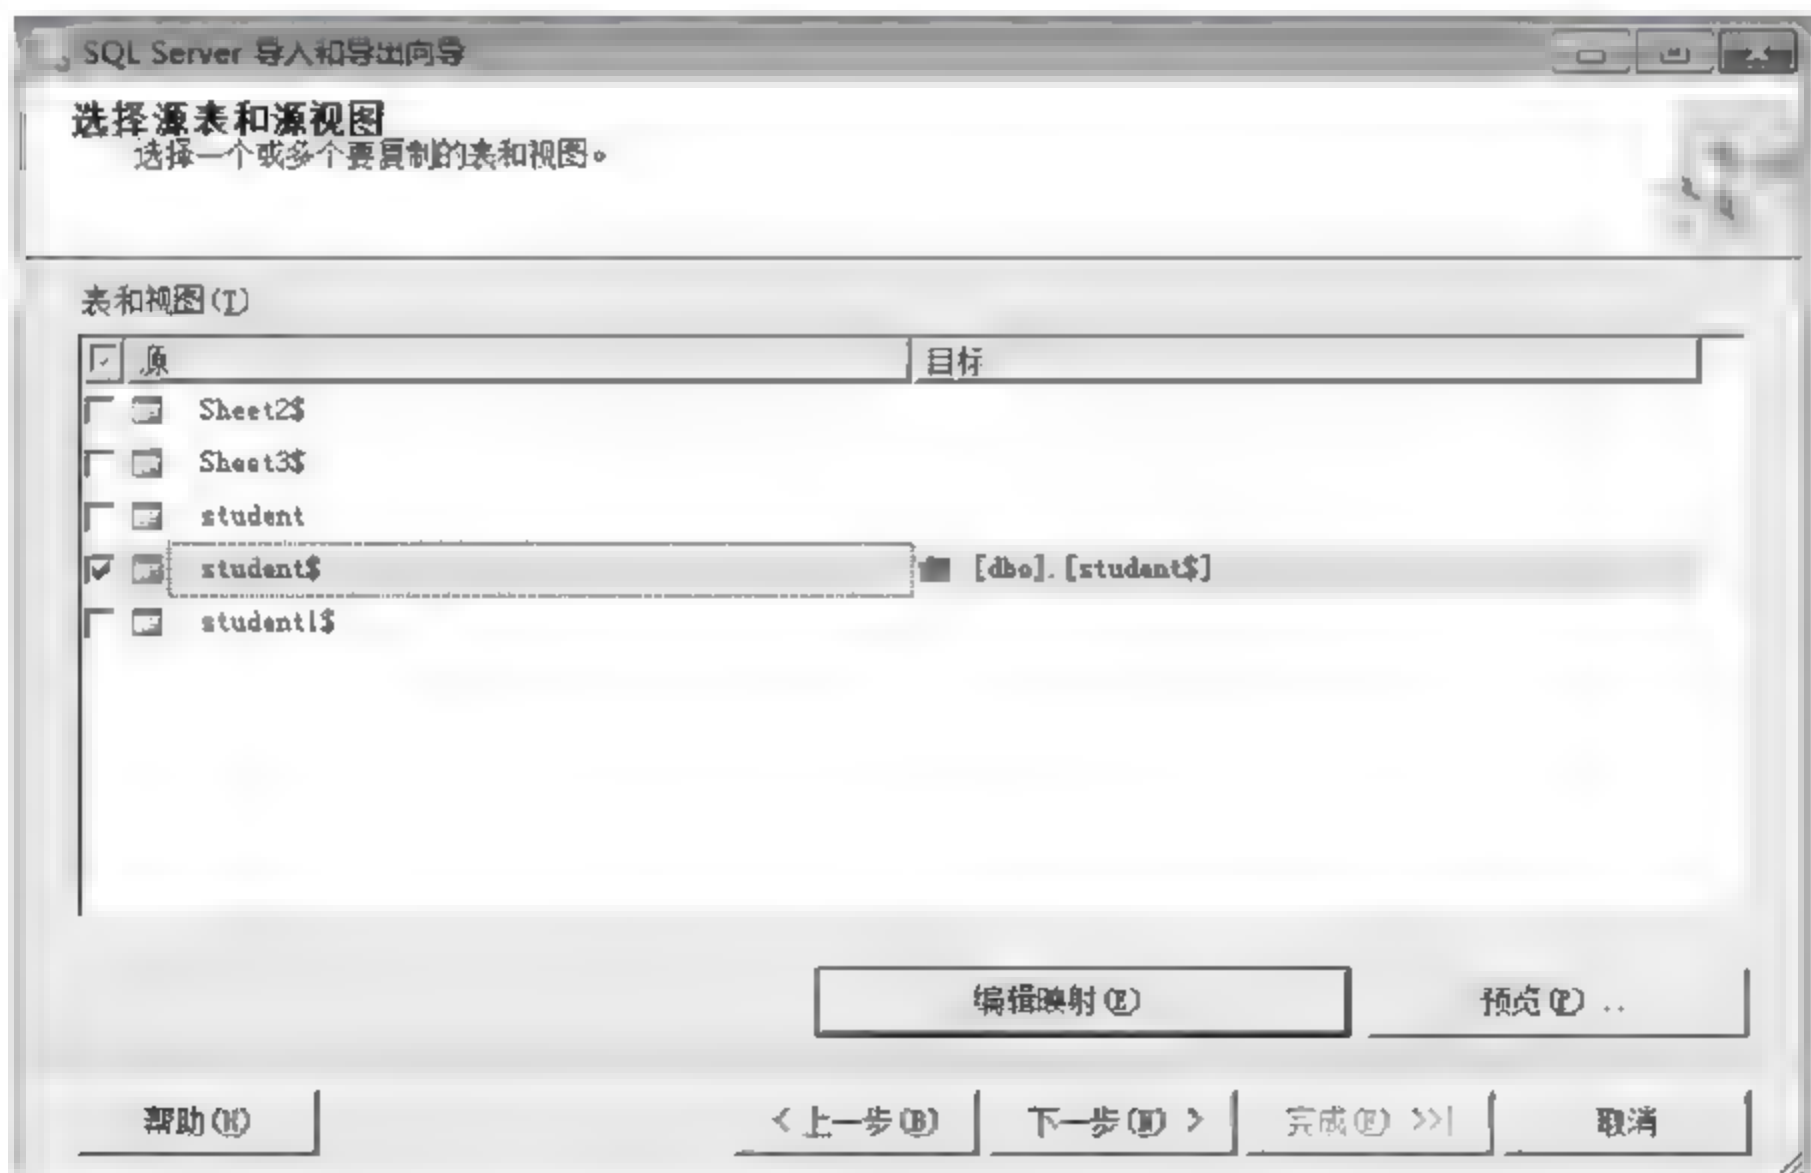 SQL Server 导入和导出向导
选择源表和源视图
选择一个或多个要复制的表和视图。
表和视图(T)
源 目标
Sheet2$
Sheet3$
student
student$ [dbo].[student$]
student1$
编辑映射(E) 预览(P)..
帮助(H) < 上一步(B) 下一步(N) > 完成(F) >>| 取消